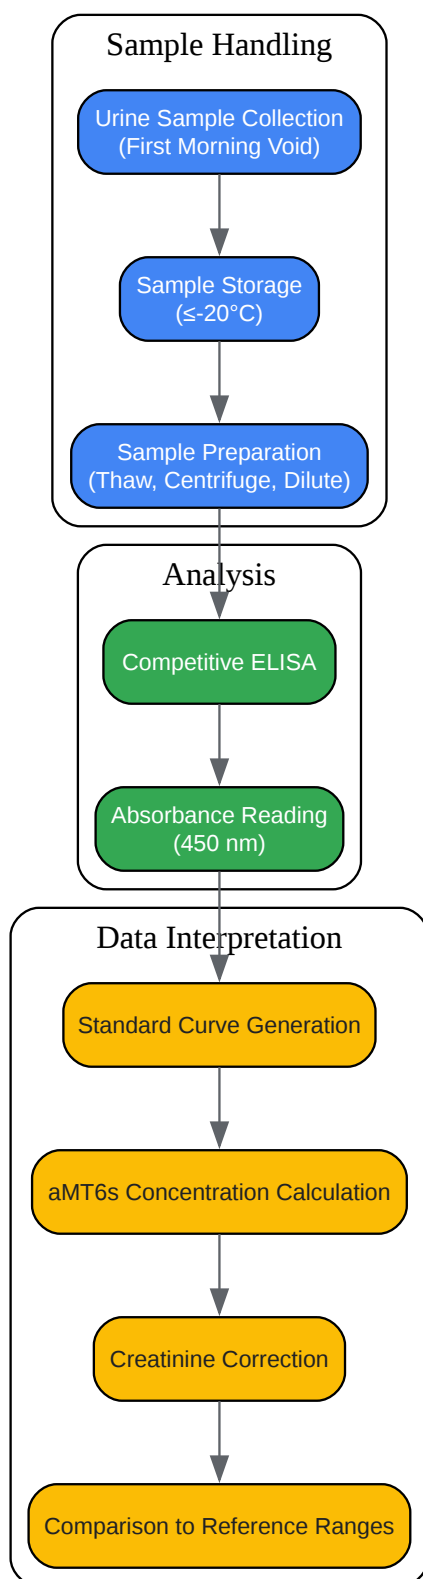 Sample Handling
Urine Sample Collection
(First Morning Void)
Sample Storage
(≤-20°C)
Sample Preparation
(Thaw, Centrifuge, Dilute)
Analysis
Competitive ELISA
Absorbance Reading
(450 nm)
Data Interpretation
Standard Curve Generation
aMT6s Concentration Calculation
Creatinine Correction
Comparison to Reference Ranges